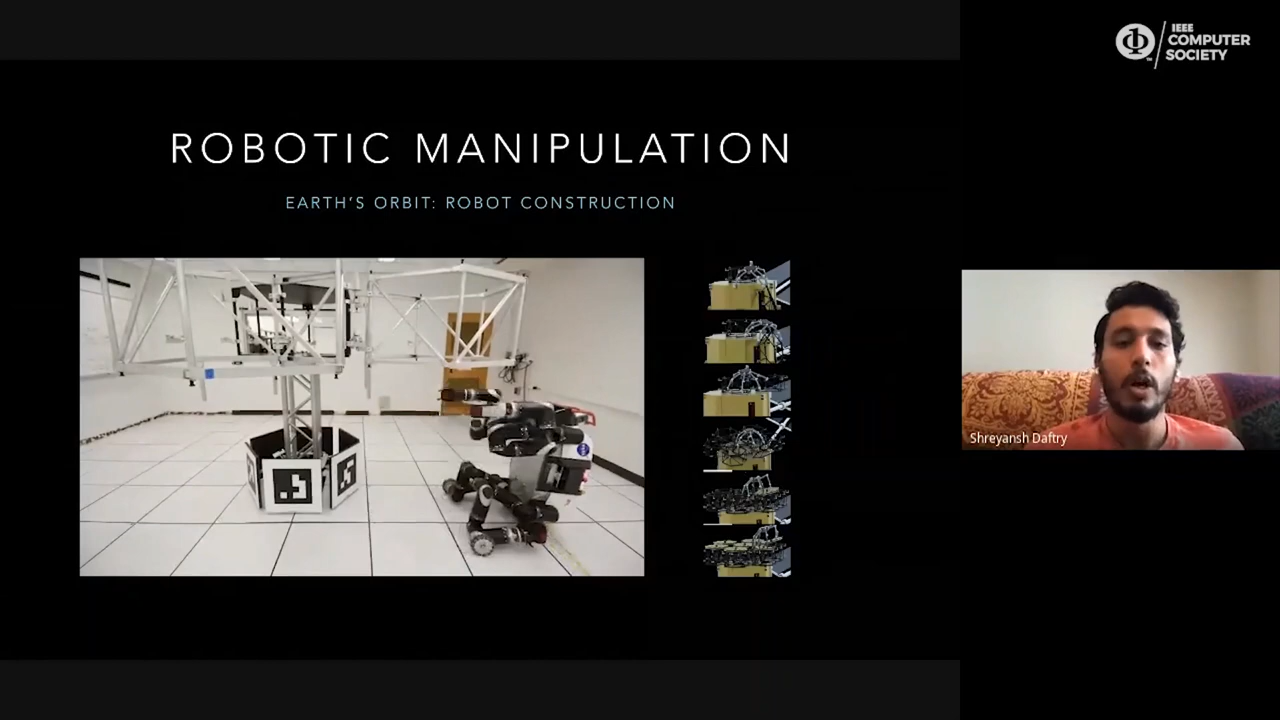 IEEE
COMPUTER
SOCIETY
ROBOTIC MANIPULATION
EARTH'S ORBIT: ROBOT CONSTRUCTION
Shreyansh Daftry